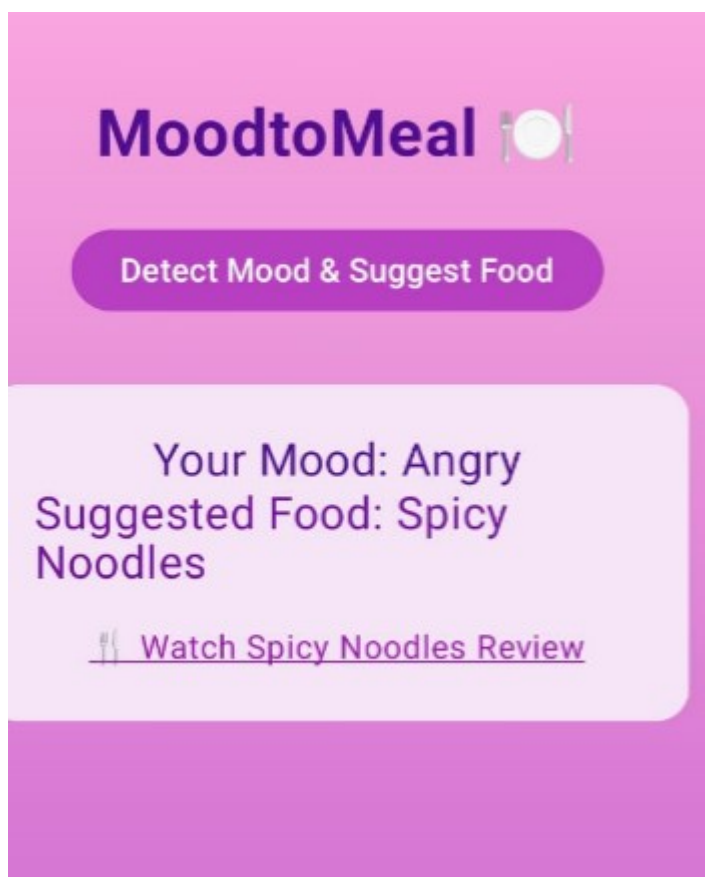 MoodtoMeal 🍽️
Detect Mood & Suggest Food
Your Mood: Angry
Suggested Food: Spicy
Noodles
🍴 Watch Spicy Noodles Review